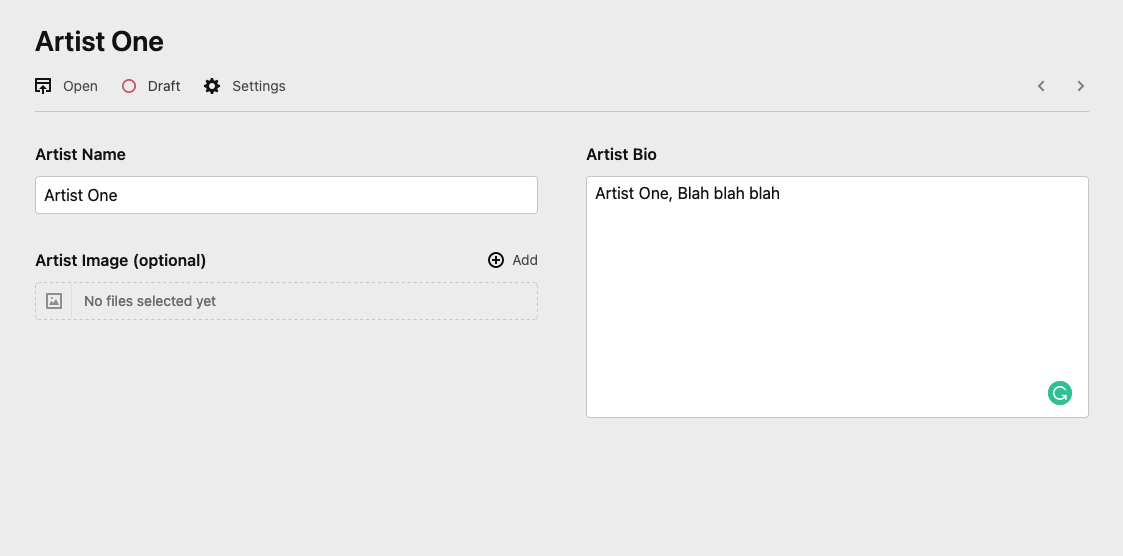 Artist One
Open Draft Settings
Artist Name
Artist One
Artist Image (optional) Add
No files selected yet
Artist Bio
Artist One, Blah blah blah